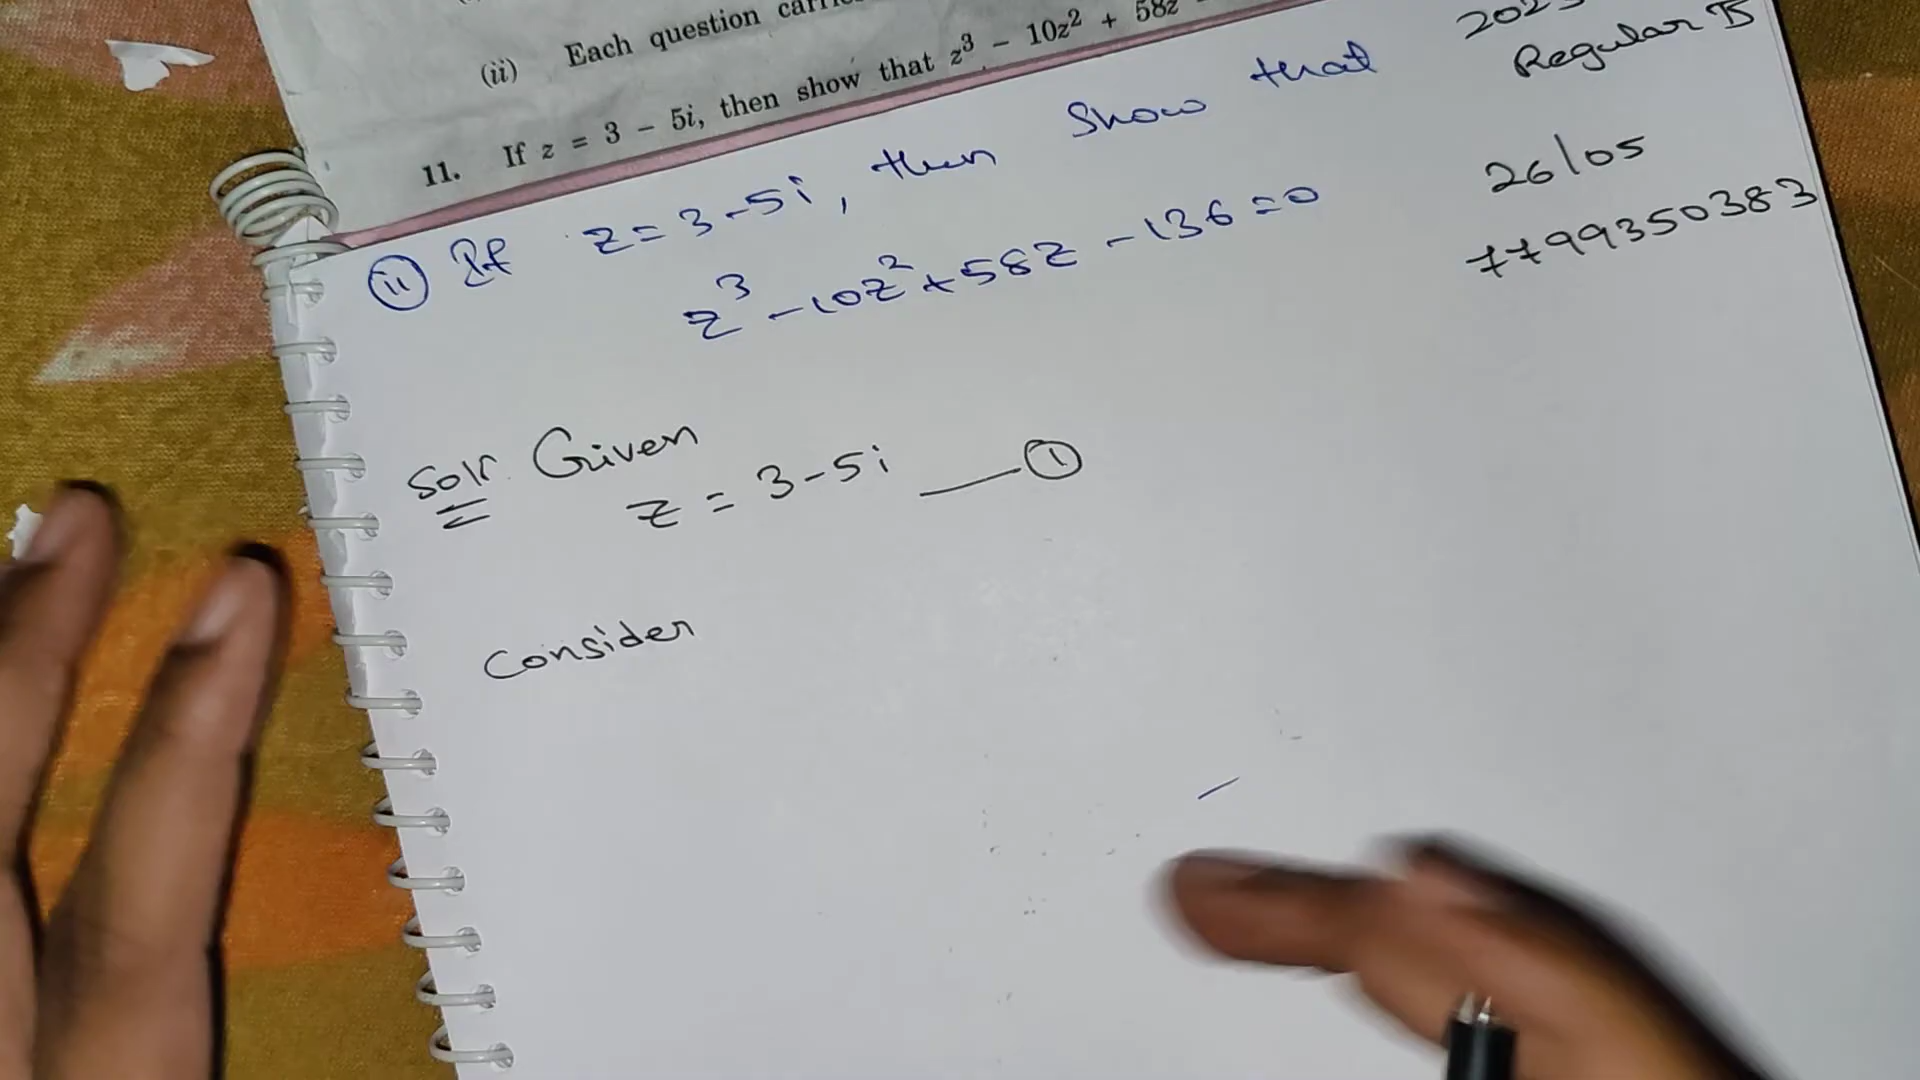 (ii) Each question
11. If z = 3 − 5i, then show that z³ − 10z² + 58z
Regular B
11 If z = 3-5i, then Show that
26/05
z³ - 10z² + 58z - 136 = 0
7799350383
Soln. Given
z = 3-5i —①
Consider